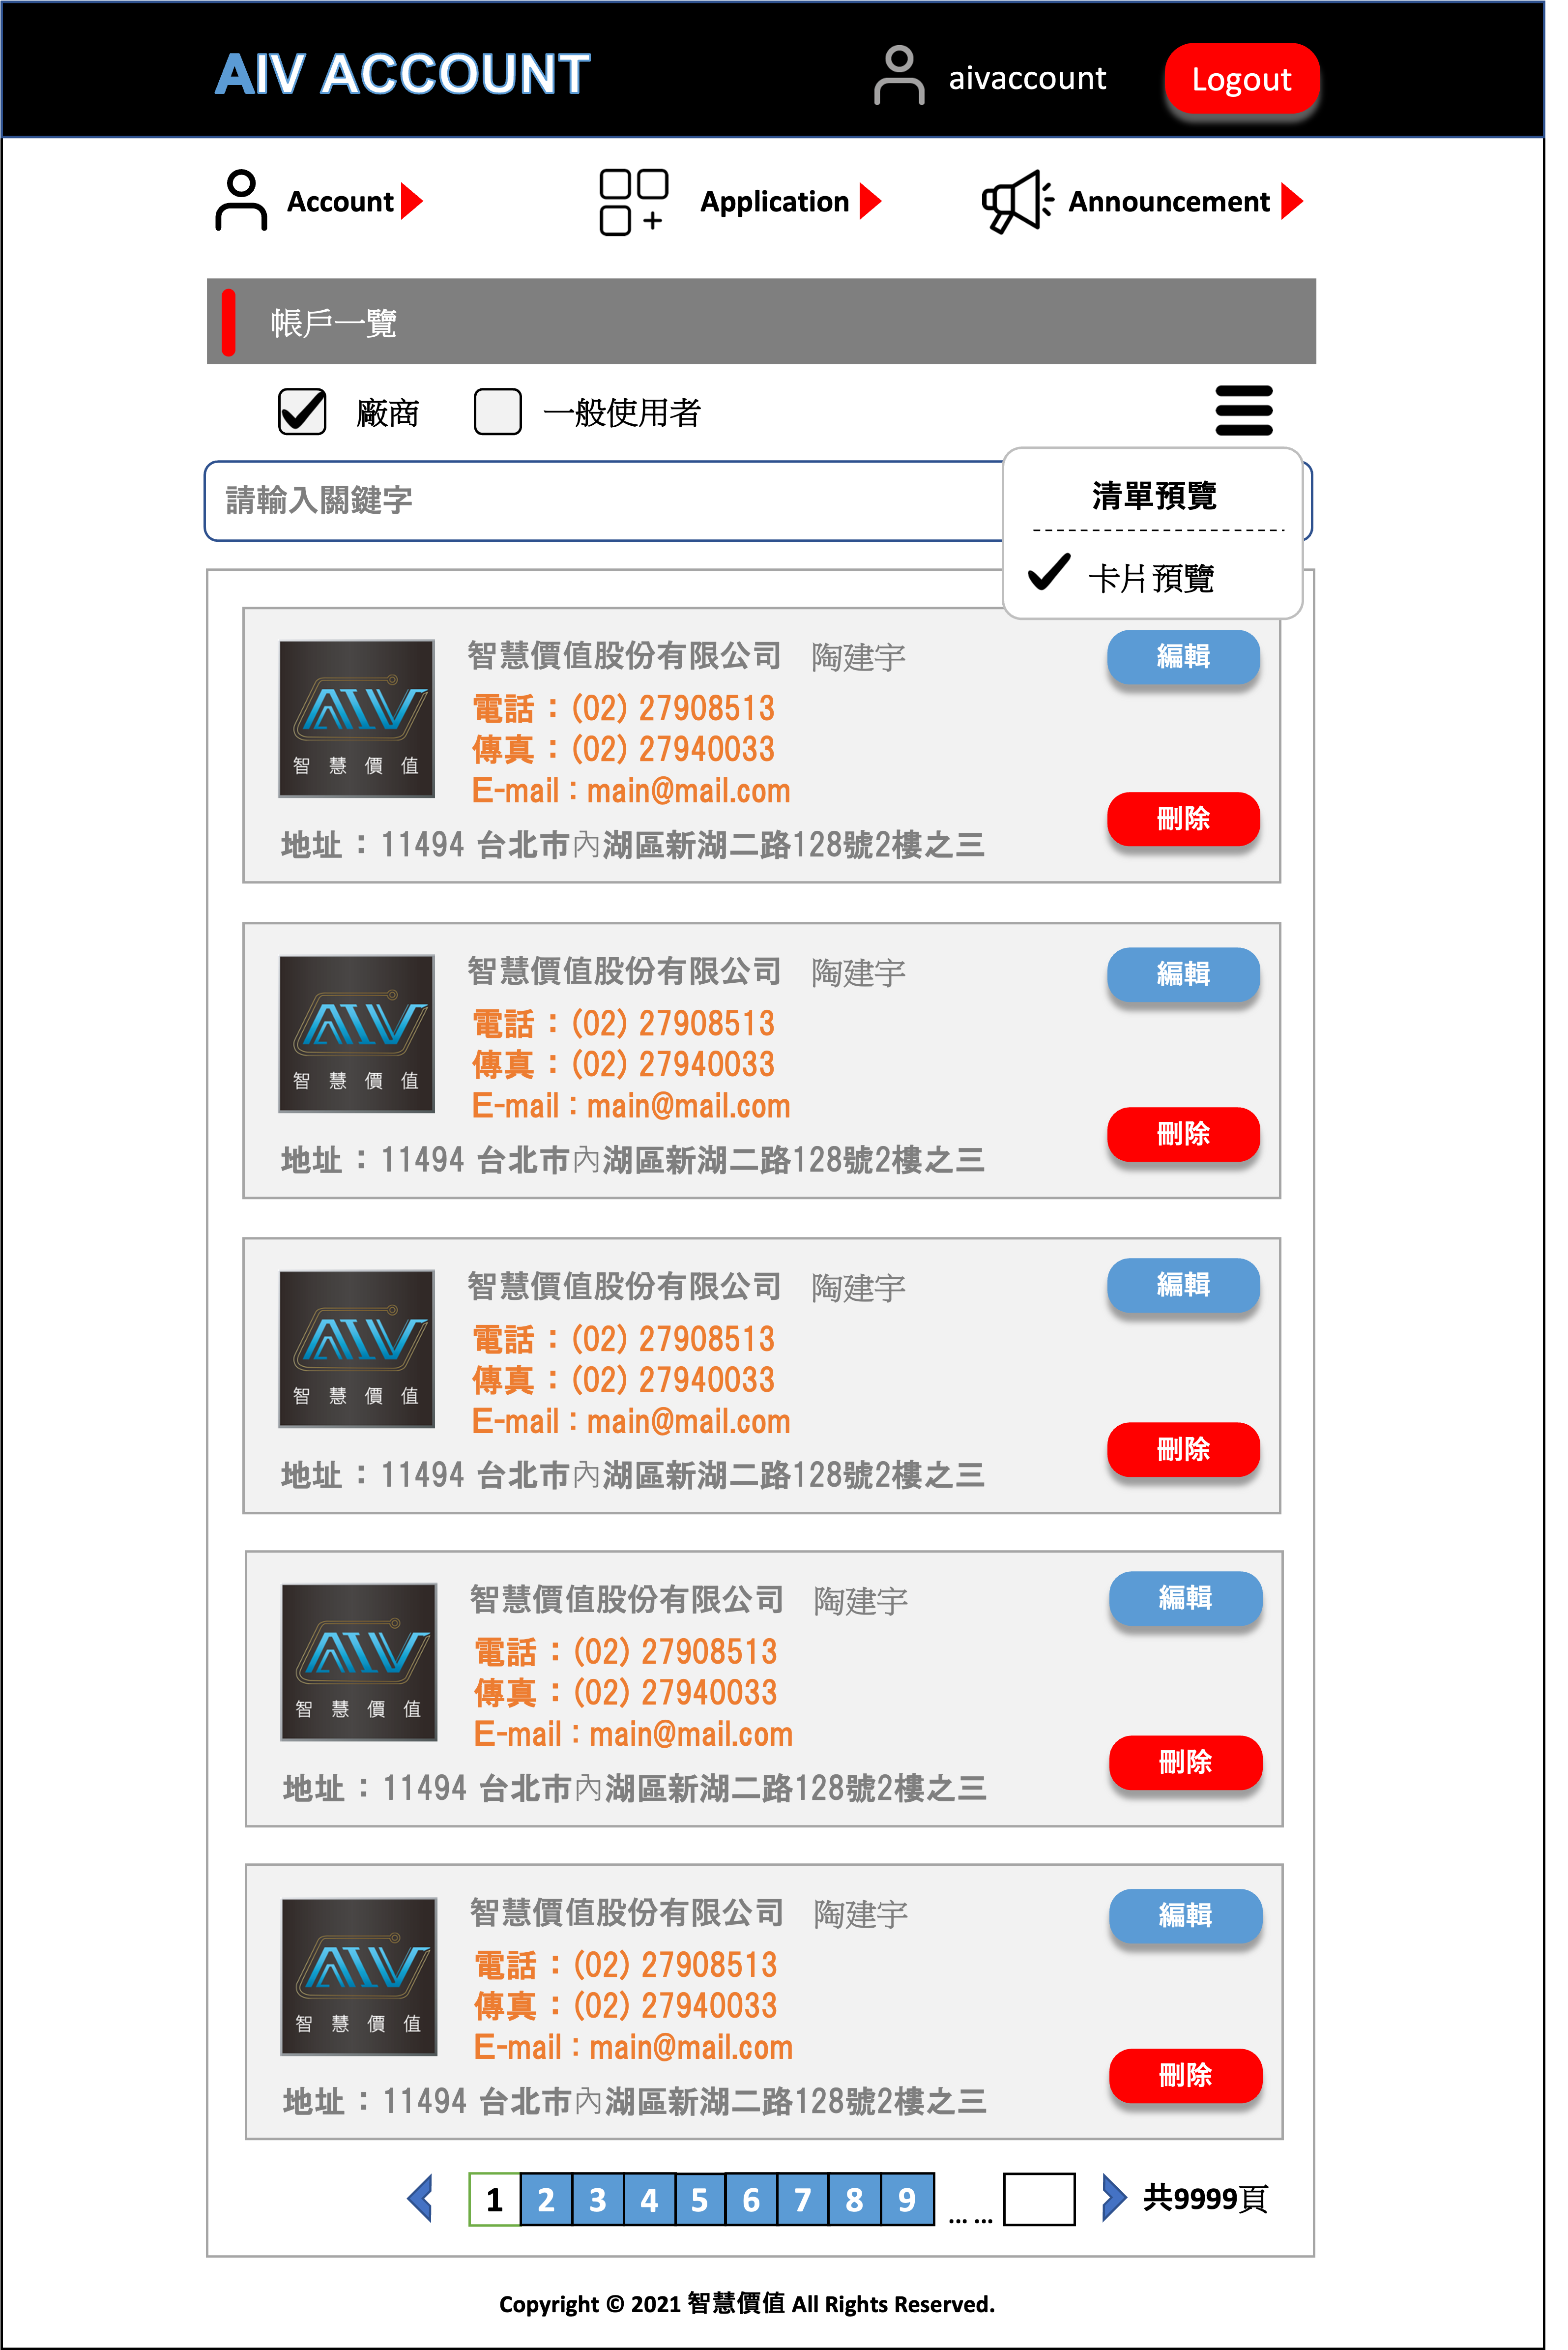 AIV ACCOUNT
aivaccount
Logout
Account
Application
Announcement
帳戶一覽
廠商
一般使用者
請輸入關鍵字
清單預覽
卡片預覽
智慧價值股份有限公司 陶建宇
編輯
電話：(02) 27908513
傳真：(02) 27940033
E-mail：main@mail.com
AIV
智慧價值
刪除
地址：11494 台北市內湖區新湖二路128號2樓之三
智慧價值股份有限公司 陶建宇
編輯
電話：(02) 27908513
傳真：(02) 27940033
E-mail：main@mail.com
AIV
智慧價值
刪除
地址：11494 台北市內湖區新湖二路128號2樓之三
智慧價值股份有限公司 陶建宇
編輯
電話：(02) 27908513
傳真：(02) 27940033
E-mail：main@mail.com
AIV
智慧價值
刪除
地址：11494 台北市內湖區新湖二路128號2樓之三
智慧價值股份有限公司 陶建宇
編輯
電話：(02) 27908513
傳真：(02) 27940033
E-mail：main@mail.com
AIV
智慧價值
刪除
地址：11494 台北市內湖區新湖二路128號2樓之三
智慧價值股份有限公司 陶建宇
編輯
電話：(02) 27908513
傳真：(02) 27940033
E-mail：main@mail.com
AIV
智慧價值
刪除
地址：11494 台北市內湖區新湖二路128號2樓之三
1 2 3 4 5 6 7 8 9 ... ... 共9999頁
Copyright © 2021 智慧價值 All Rights Reserved.